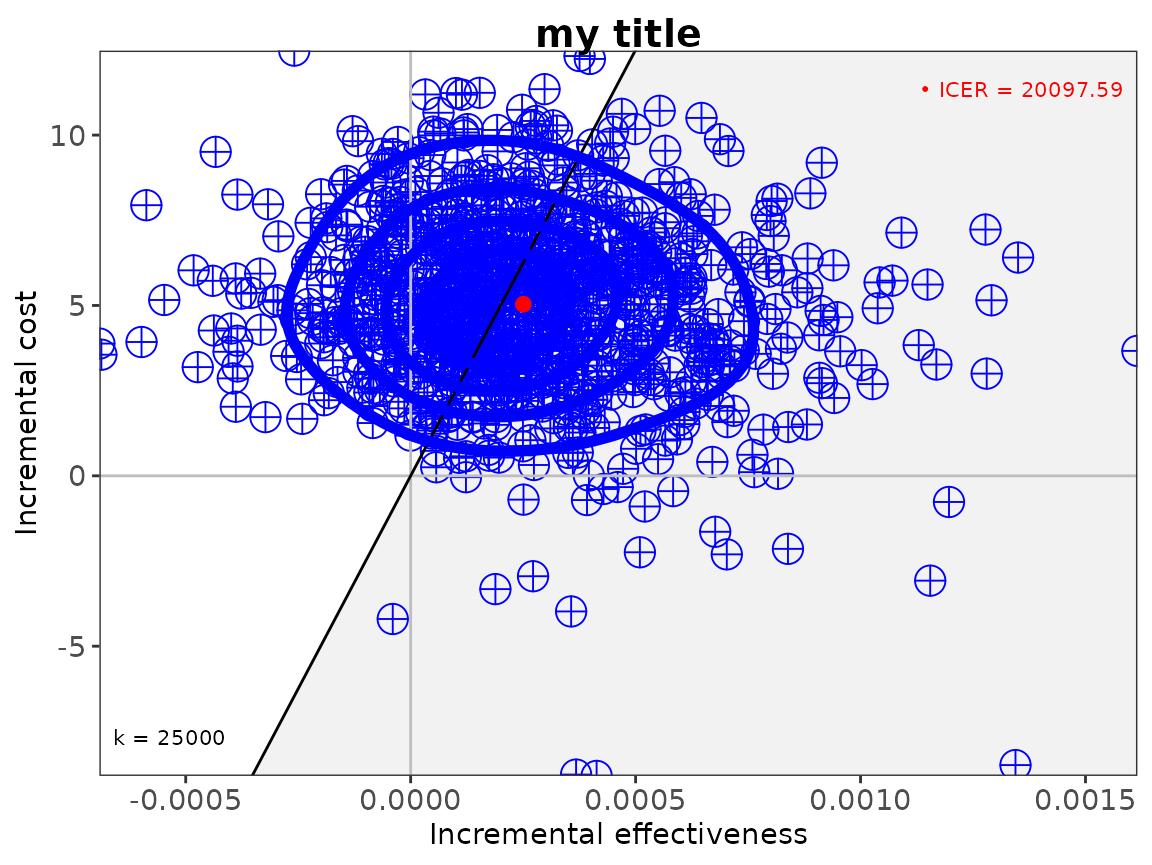 my title
• ICER = 20097.59
Incremental cost
10
5
0
-5
k = 25000
-0.0005 0.0000 0.0005 0.0010 0.0015
Incremental effectiveness